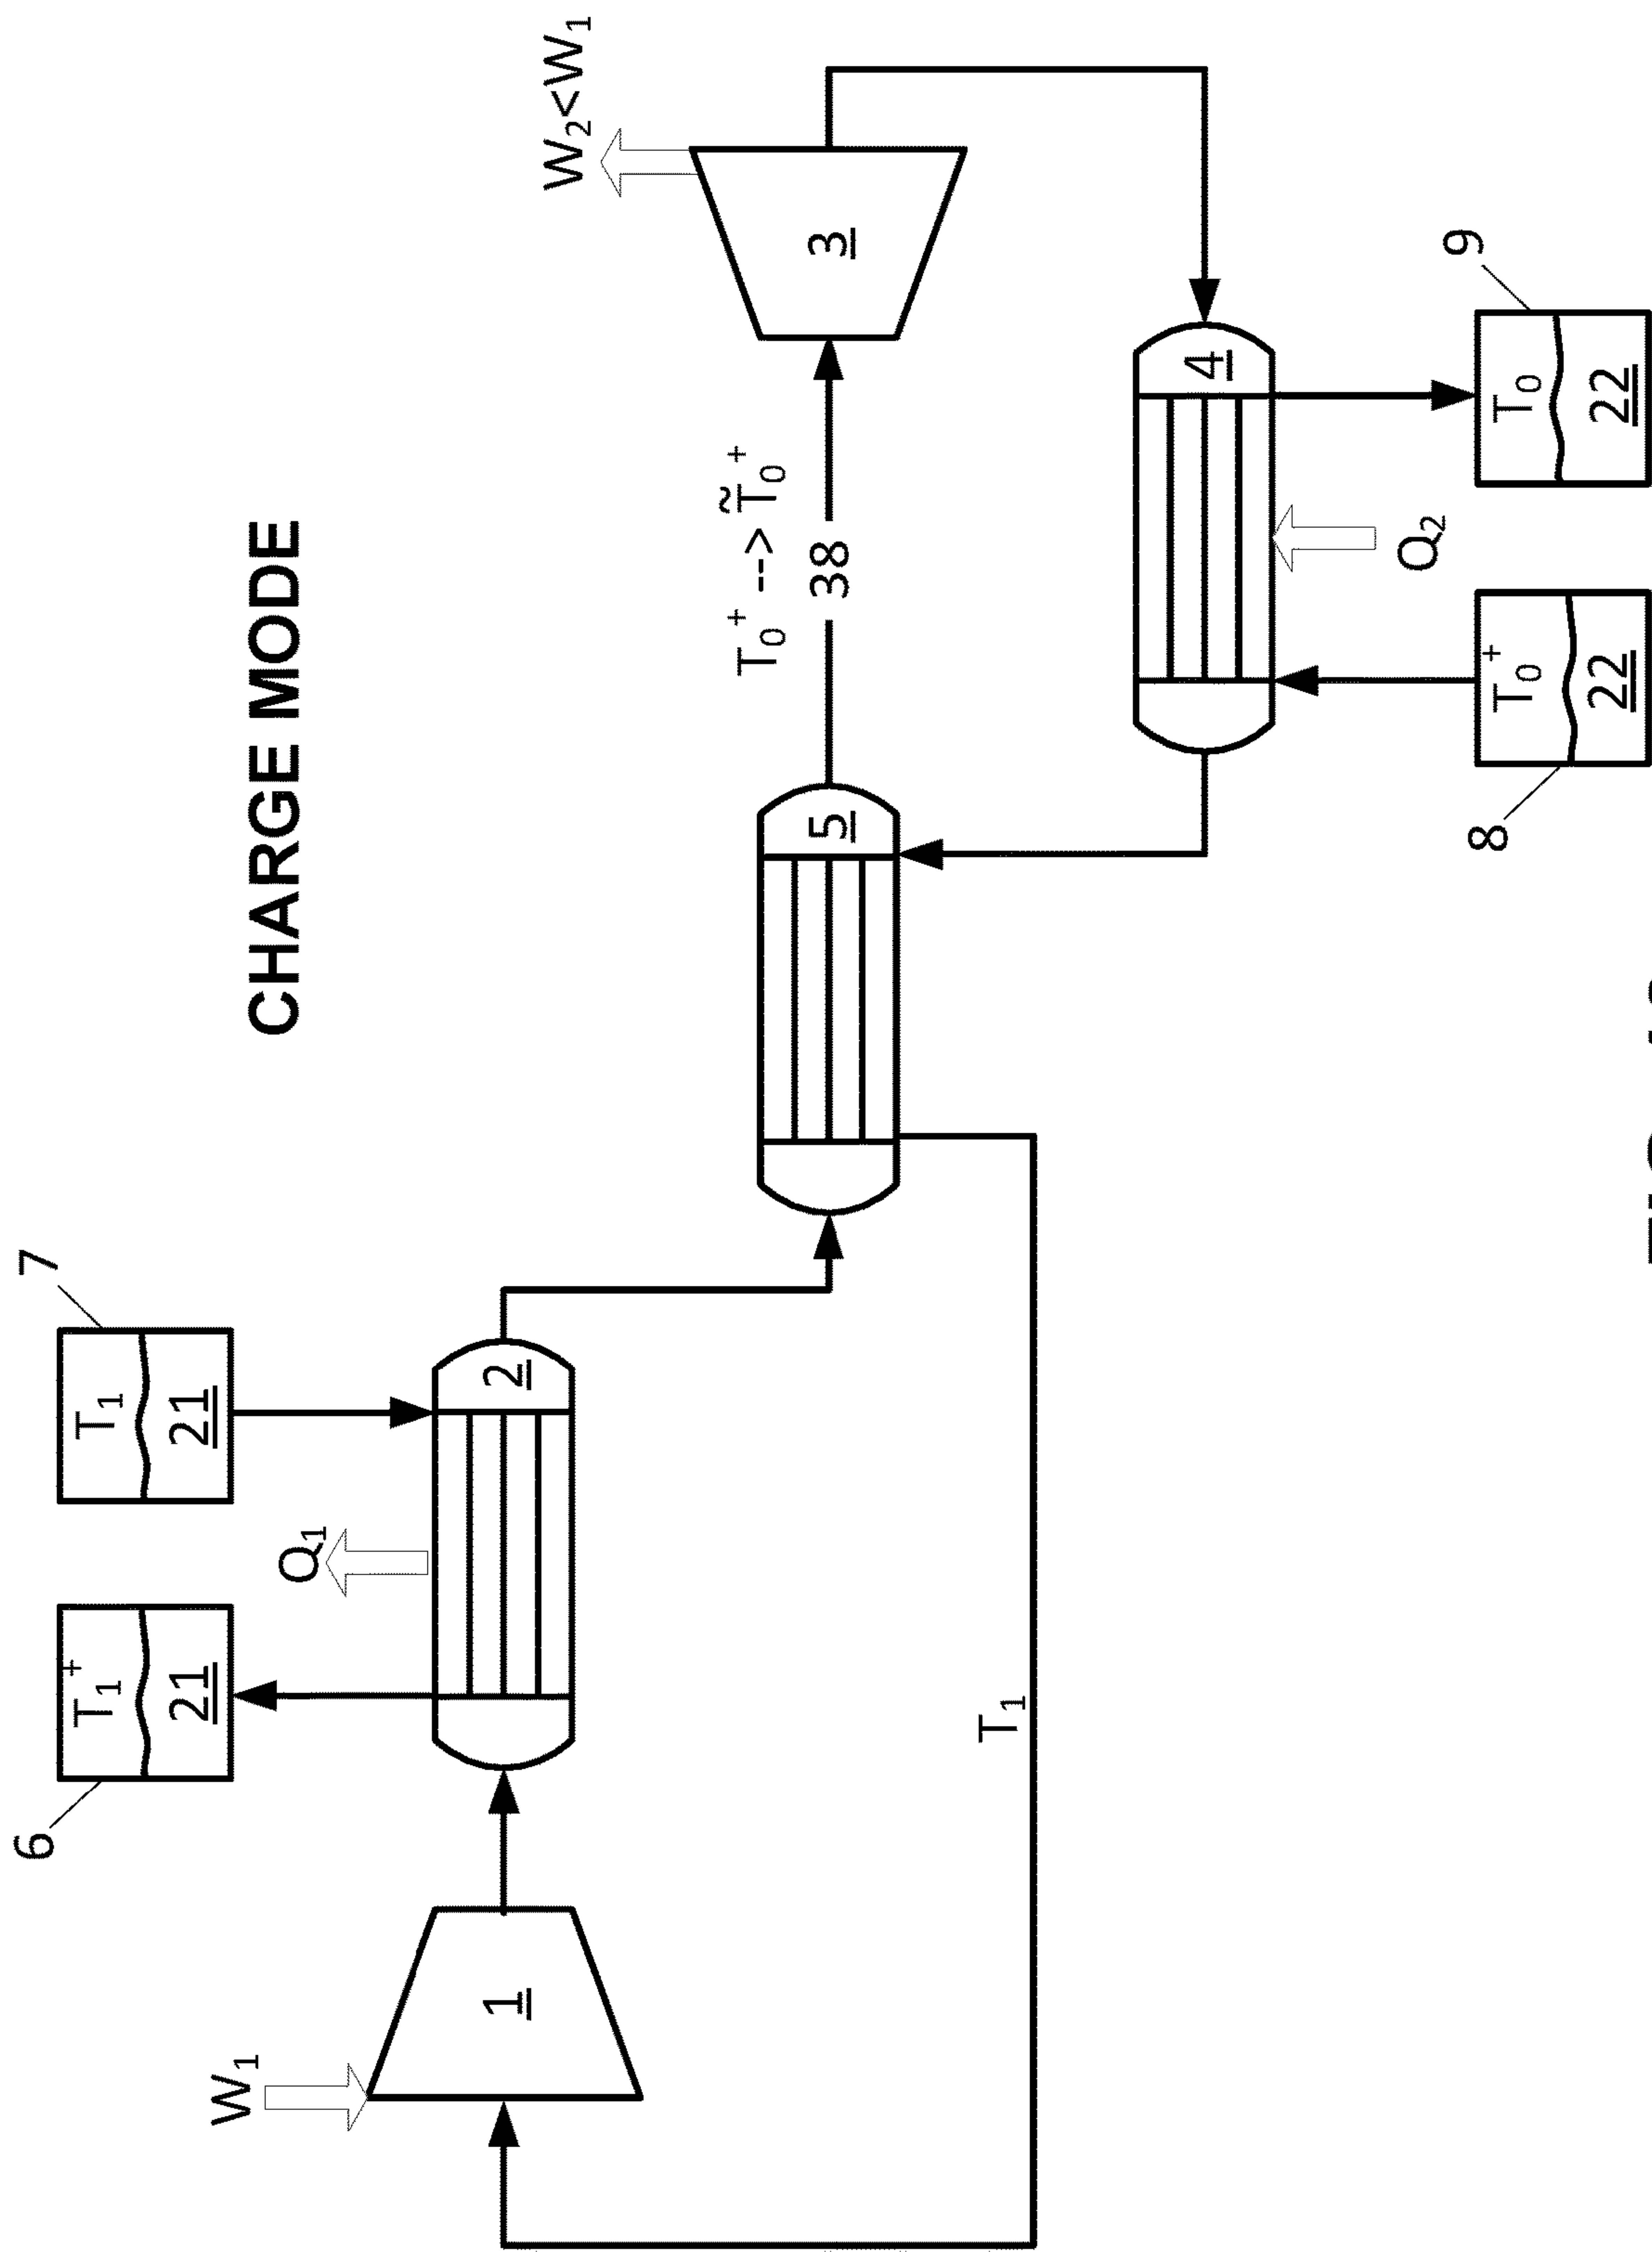 6
7
T₁⁺
T₁
21
21
W₁
Q₁
CHARGE MODE
1
2
W₂<W₁
T₀⁺ --> T̃₀⁺
5
38
3
T₁
4
Q₂
8
9
T₀⁺
T₀
22
22